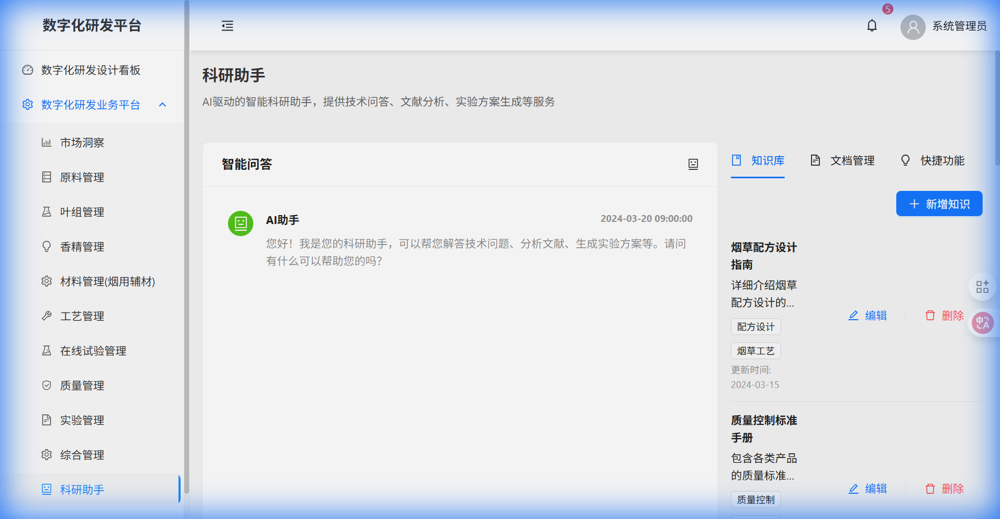 数字化研发平台
数字化研发设计看板
数字化研发业务平台
市场洞察
原料管理
叶组管理
香精管理
材料管理(烟用辅材)
工艺管理
在线试验管理
质量管理
实验管理
综合管理
科研助手
5
系统管理员
科研助手
AI驱动的智能科研助手，提供技术问答、文献分析、实验方案生成等服务
智能问答
AI助手
2024-03-20 09:00:00
您好！我是您的科研助手，可以帮您解答技术问题、分析文献、生成实验方案等。请问
有什么可以帮助您的吗？
知识库
文档管理
快捷功能
新增知识
烟草配方设计
指南
详细介绍烟草
配方设计的...
配方设计
烟草工艺
更新时间:
2024-03-15
编辑
删除
中A
质量控制标准
手册
包含各类产品
的质量标准...
质量控制
编辑
删除